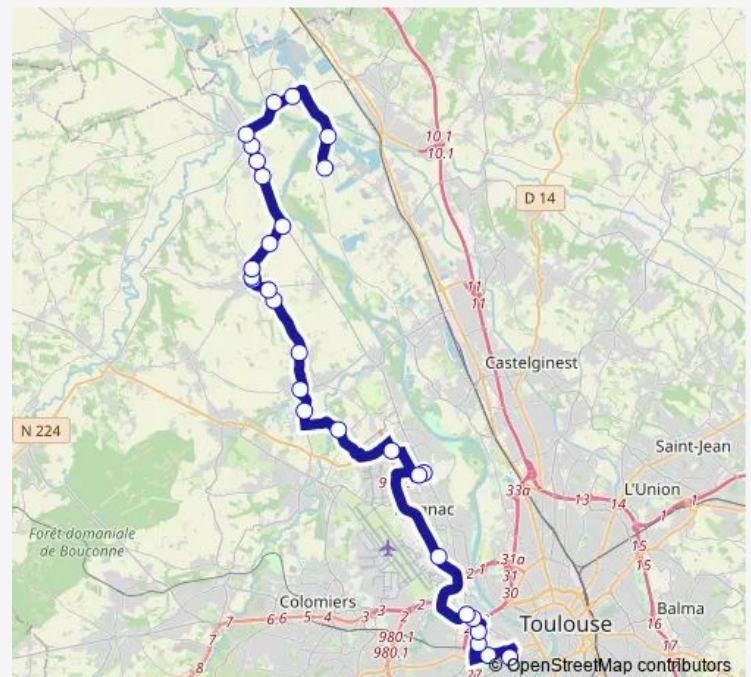 10.1
10.1
D 14
11
11
Castelginest
N 224
Saint-Jean
33a
L'Union
9
13
14
1
1
gnac
Forêt domaniale
de Bouconne
15
15
31a
2
1
31
30
Colomiers
2
2
3
3
4
5
6
6
7
7
8
980.1
980.1
Toulouse
Balma
16
17
27
© OpenStreetMap contributors